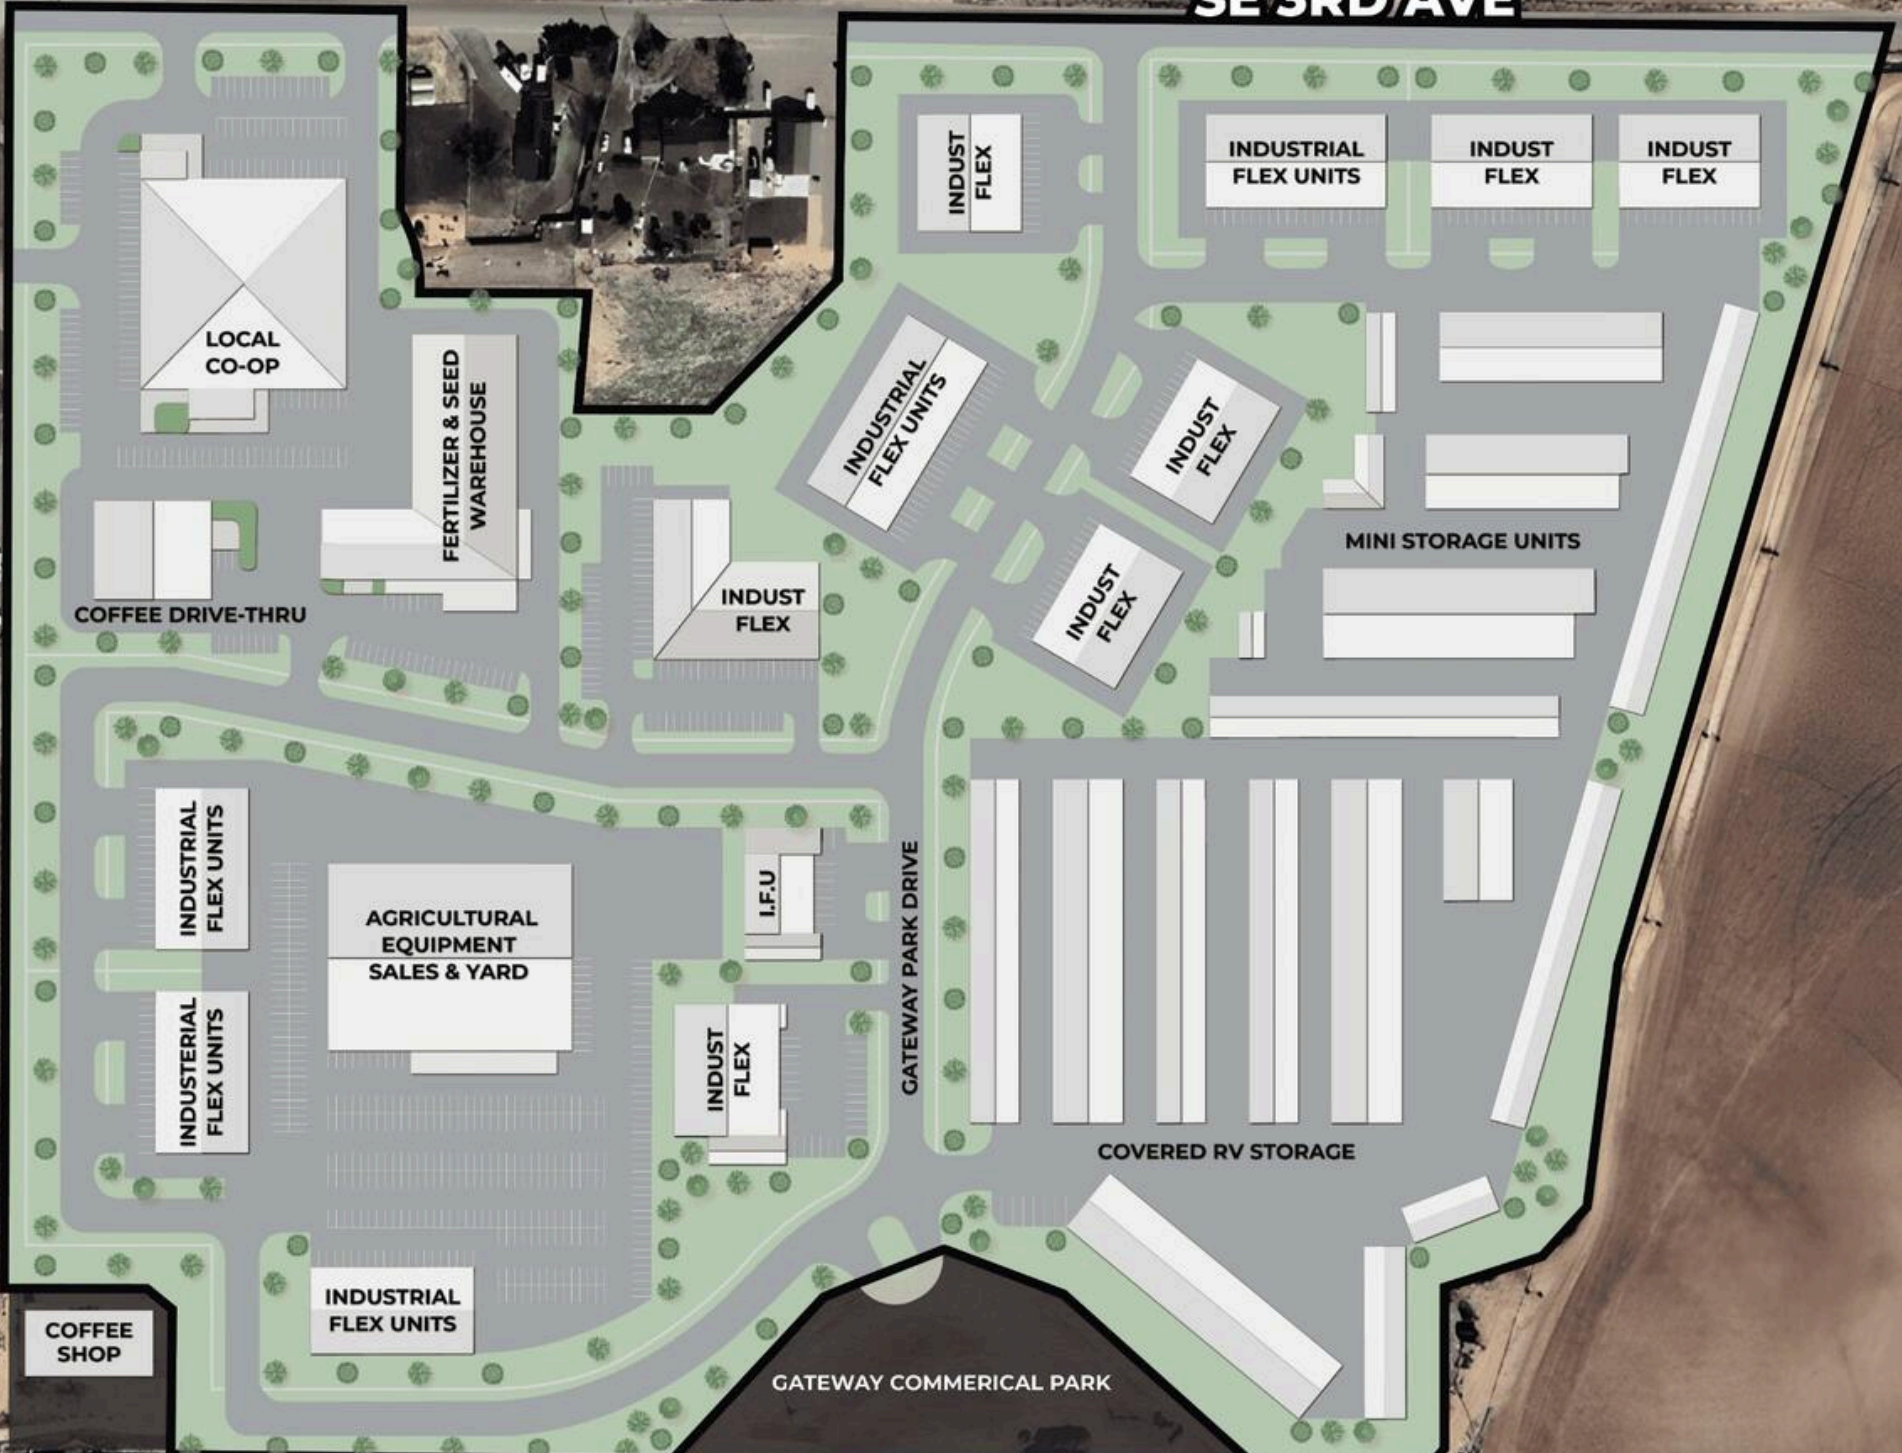 SE 3RD AVE
INDUST
FLEX
INDUSTRIAL
FLEX UNITS
INDUST
FLEX
INDUST
FLEX
LOCAL
CO-OP
FERTILIZER & SEED
WAREHOUSE
INDUSTRIAL
FLEX UNITS
INDUST
FLEX
MINI STORAGE UNITS
COFFEE DRIVE-THRU
INDUST
FLEX
INDUST
FLEX
INDUSTRIAL
FLEX UNITS
AGRICULTURAL
EQUIPMENT
SALES & YARD
I.F.U
GATEWAY PARK DRIVE
INDUSTERIAL
FLEX UNITS
INDUST
FLEX
COVERED RV STORAGE
INDUSTRIAL
FLEX UNITS
COFFEE
SHOP
GATEWAY COMMERICAL PARK